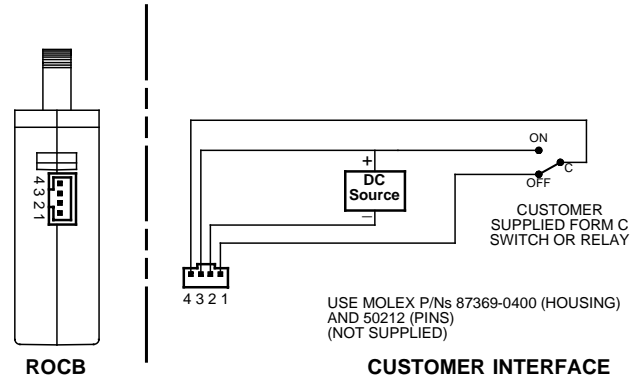 4 3 2 1
ROCB
+
DC
Source
–
ON
C
OFF
CUSTOMER
SUPPLIED FORM C
SWITCH OR RELAY
4 3 2 1
USE MOLEX P/Ns 87369-0400 (HOUSING)
AND 50212 (PINS)
(NOT SUPPLIED)
CUSTOMER INTERFACE